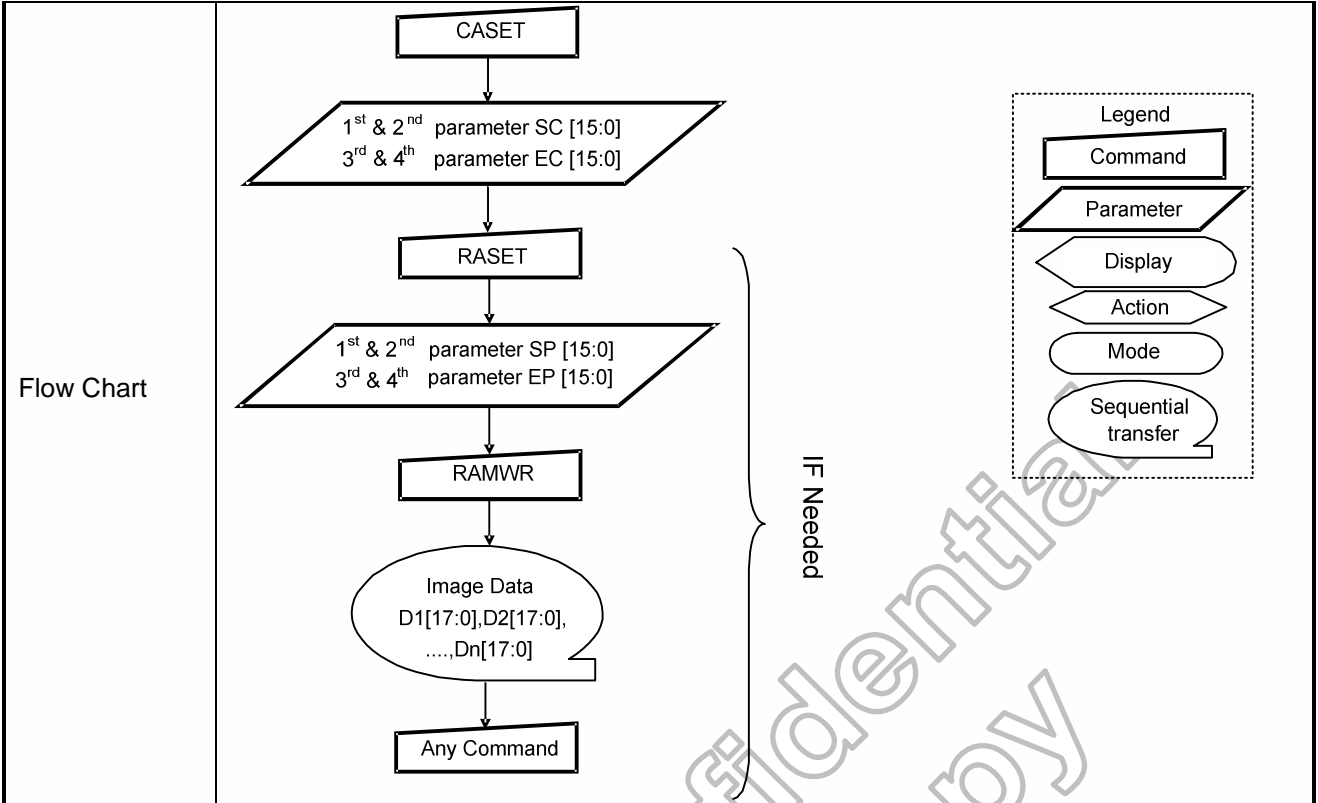 Flow Chart
CASET
1st & 2nd parameter SC [15:0]
3rd & 4th parameter EC [15:0]
RASET
1st & 2nd parameter SP [15:0]
3rd & 4th parameter EP [15:0]
RAMWR
Image Data
D1[17:0],D2[17:0],
....,Dn[17:0]
Any Command
IF Needed
Legend
Command
Parameter
Display
Action
Mode
Sequential
transfer